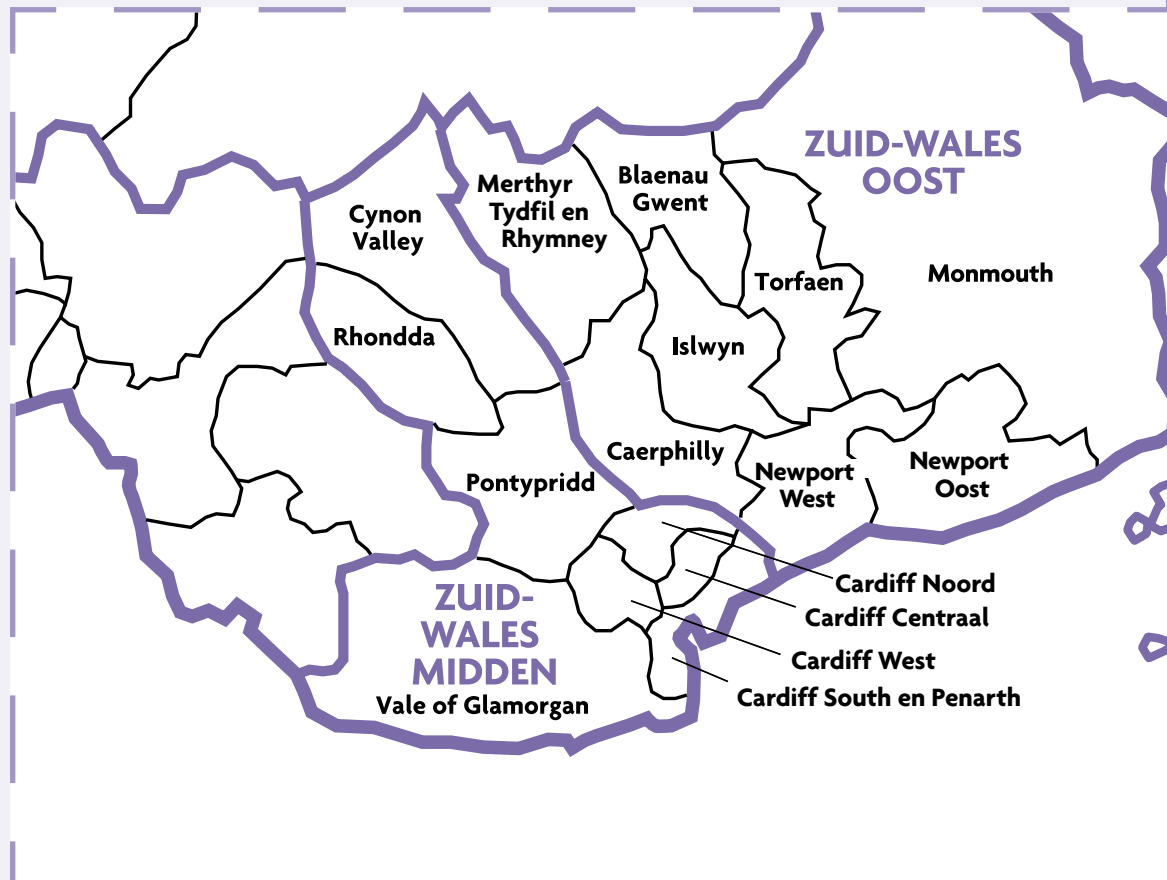 ZUID-WALES
OOST
Blaenau
Gwent
Merthyr
Tydfil en
Rhymney
Cynon
Valley
Monmouth
Torfaen
Rhondda
Islwyn
Caerphilly
Newport
West
Newport
Oost
Pontypridd
Cardiff Noord
Cardiff Centraal
Cardiff West
Cardiff South en Penarth
ZUID-
WALES
MIDDEN
Vale of Glamorgan